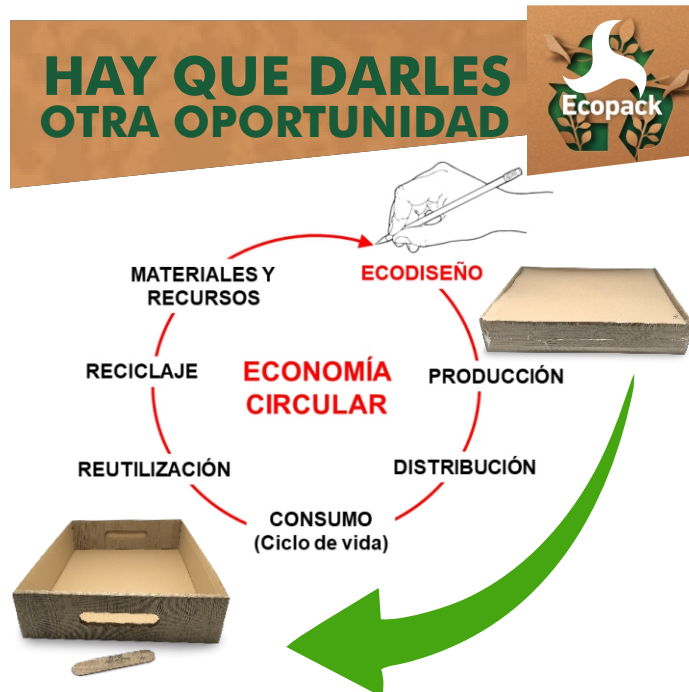 HAY QUE DARLES
OTRA OPORTUNIDAD
Ecopack
MATERIALES Y
RECURSOS
ECODISEÑO
RECICLAJE
ECONOMÍA
CIRCULAR
PRODUCCIÓN
REUTILIZACIÓN
DISTRIBUCIÓN
CONSUMO
(Ciclo de vida)